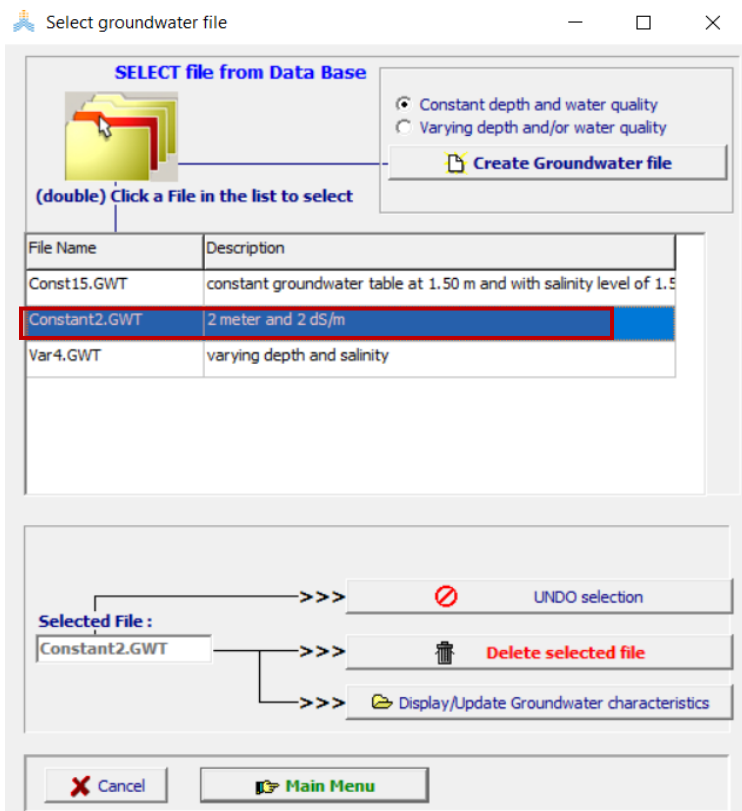 Select groundwater file
SELECT file from Data Base
Constant depth and water quality
Varying depth and/or water quality
Create Groundwater file
(double) Click a File in the list to select
File Name Description
Const15.GWT constant groundwater table at 1.50 m and with salinity level of 1.5
Constant2.GWT 2 meter and 2 dS/m
Var4.GWT varying depth and salinity
>>> UNDO selection
Selected File :
Constant2.GWT >>> Delete selected file
>>> Display/Update Groundwater characteristics
Cancel Main Menu